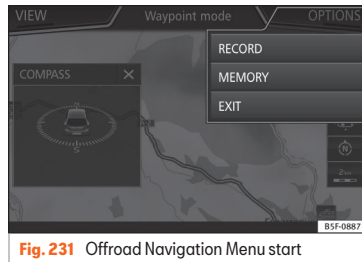 VIEW
Waypoint mode
OPTIONS
RECORD
COMPASS
MEMORY
EXIT
S
N
B5F-0887
Fig. 231 Offroad Navigation Menu start